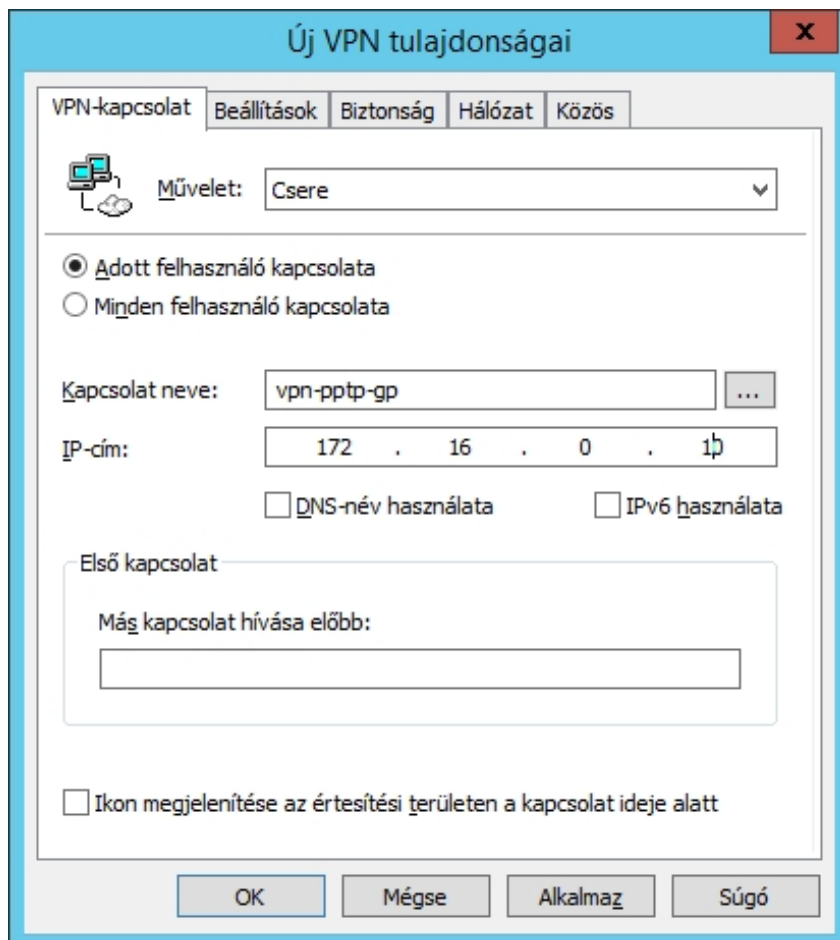 Új VPN tulajdonságai
x
VPN-kapcsolat Beállítások Biztonság Hálózat Közös
Művelet: Csere
Adott felhasználó kapcsolata
Minden felhasználó kapcsolata
Kapcsolat neve: vpn-pptp-gp ...
IP-cím: 172 . 16 . 0 . 10
DNS-név használata IPv6 használata
Első kapcsolat
Más kapcsolat hívása előbb:
Ikon megjelenítése az értesítési területen a kapcsolat ideje alatt
OK Mégse Alkalmaz Súgó